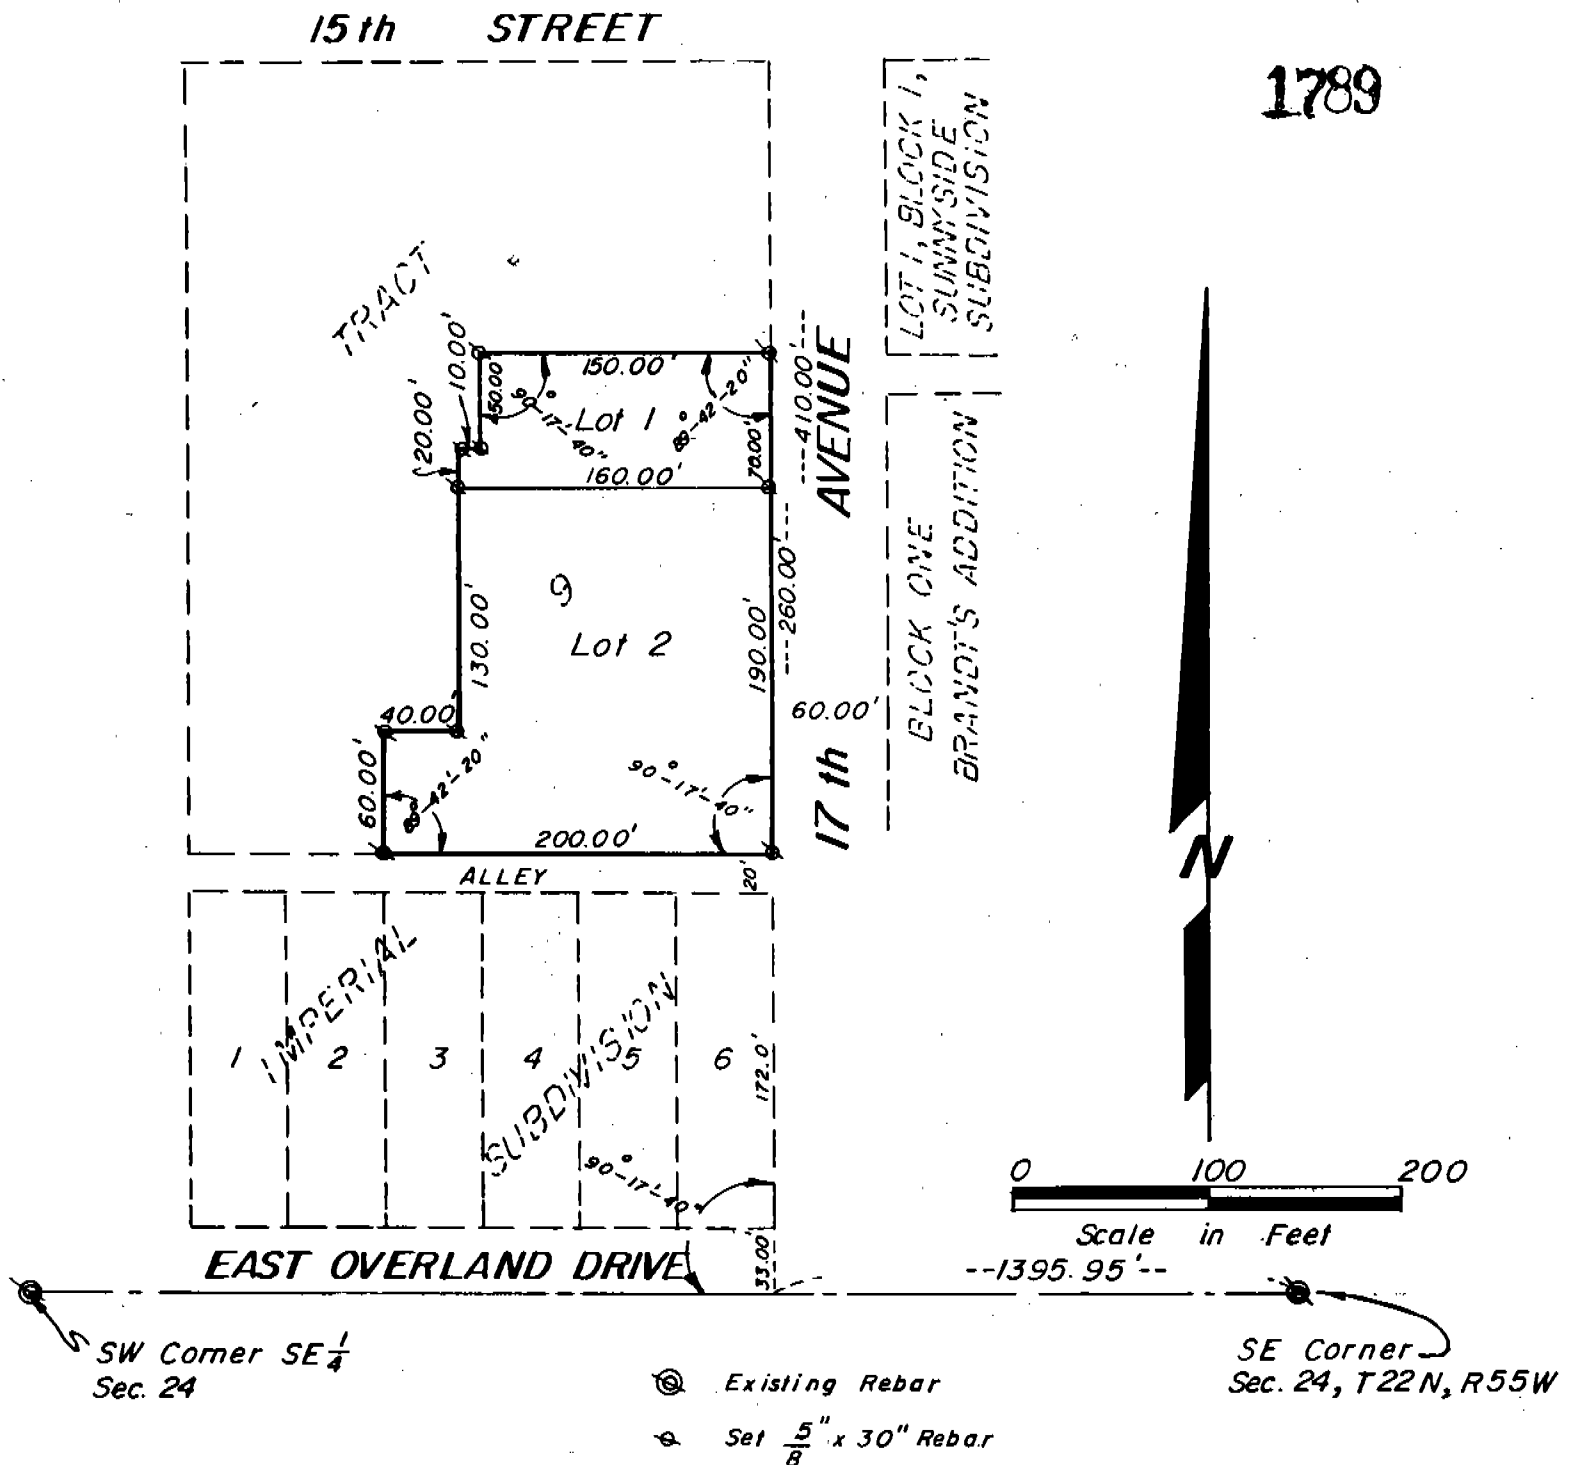 15th STREET
1789
LOT 1, BLOCK 1,
SUNNYSIDE
SUBDIVISION
TRACT
10.00'
150.00'
50.00'
90°-17'-40"
89°-42'-20"
Lot 1
70.00'
---410.00'---
AVENUE
20.00'
160.00'
9
Lot 2
130.00'
190.00'
---260.00'---
60.00'
17th
BLOCK ONE
BRANDT'S ADDITION
40.00'
60.00'
89°-42'-20"
90°-17'-40"
200.00'
ALLEY
20'
N
IMPERIAL
SUBDIVISION
1 2 3 4 5 6
172.0'
90°-17'-40"
33.00'
0 100 200
Scale in Feet
EAST OVERLAND DRIVE
--1395.95'--
SW Corner SE 1/4
Sec. 24
SE Corner
Sec. 24, T22N, R55W
Existing Rebar
Set 5/8" x 30" Rebar